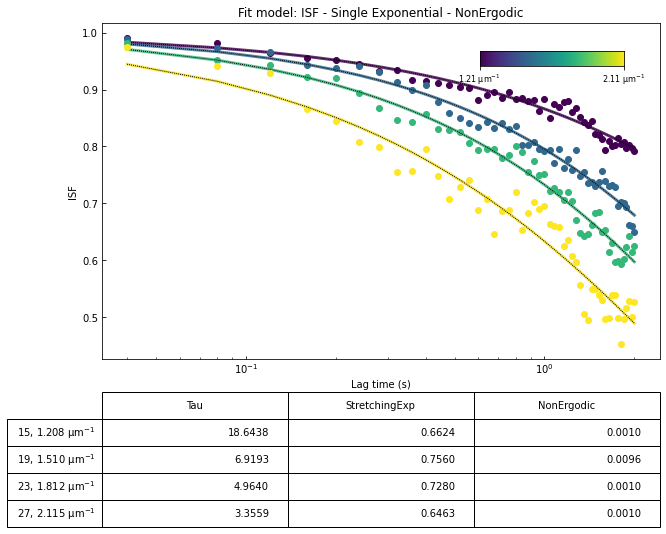 Fit model: ISF - Single Exponential - NonErgodic
1.0
0.9
0.8
0.7
0.6
0.5
ISF
1.21 μm⁻¹
2.11 μm⁻¹
10⁻¹
10⁰
Lag time (s)
Tau StretchingExp NonErgodic
15, 1.208 μm⁻¹ 18.6438 0.6624 0.0010
19, 1.510 μm⁻¹ 6.9193 0.7560 0.0096
23, 1.812 μm⁻¹ 4.9640 0.7280 0.0010
27, 2.115 μm⁻¹ 3.3559 0.6463 0.0010